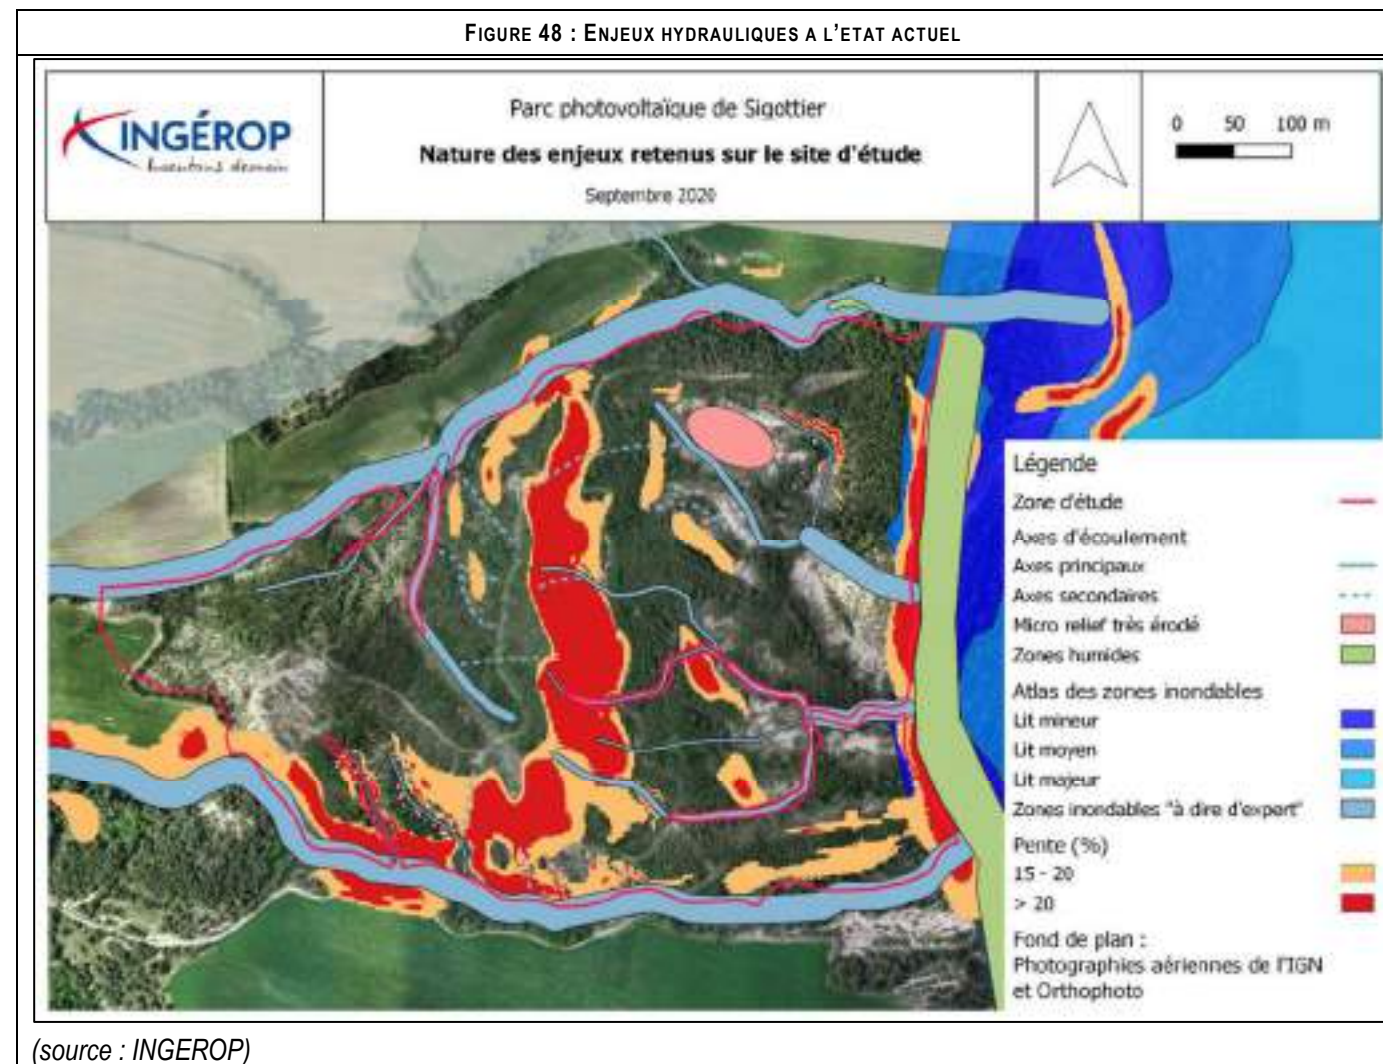 FIGURE 48 : ENJEUX HYDRAULIQUES A L'ETAT ACTUEL
INGÉROP
Inventons demain
Parc photovoltaïque de Sigottier
Nature des enjeux retenus sur le site d'étude
Septembre 2020
0 50 100 m
Légende
Zone d'étude
Axes d'écoulement
Axes principaux
Axes secondaires
Micro relief très érodé
Zones humides
Atlas des zones inondables
Lit mineur
Lit moyen
Lit majeur
Zones inondables "à dire d'expert"
Pente (%)
15 - 20
> 20
Fond de plan :
Photographies aériennes de l'IGN
et Orthophoto
(source : INGEROP)